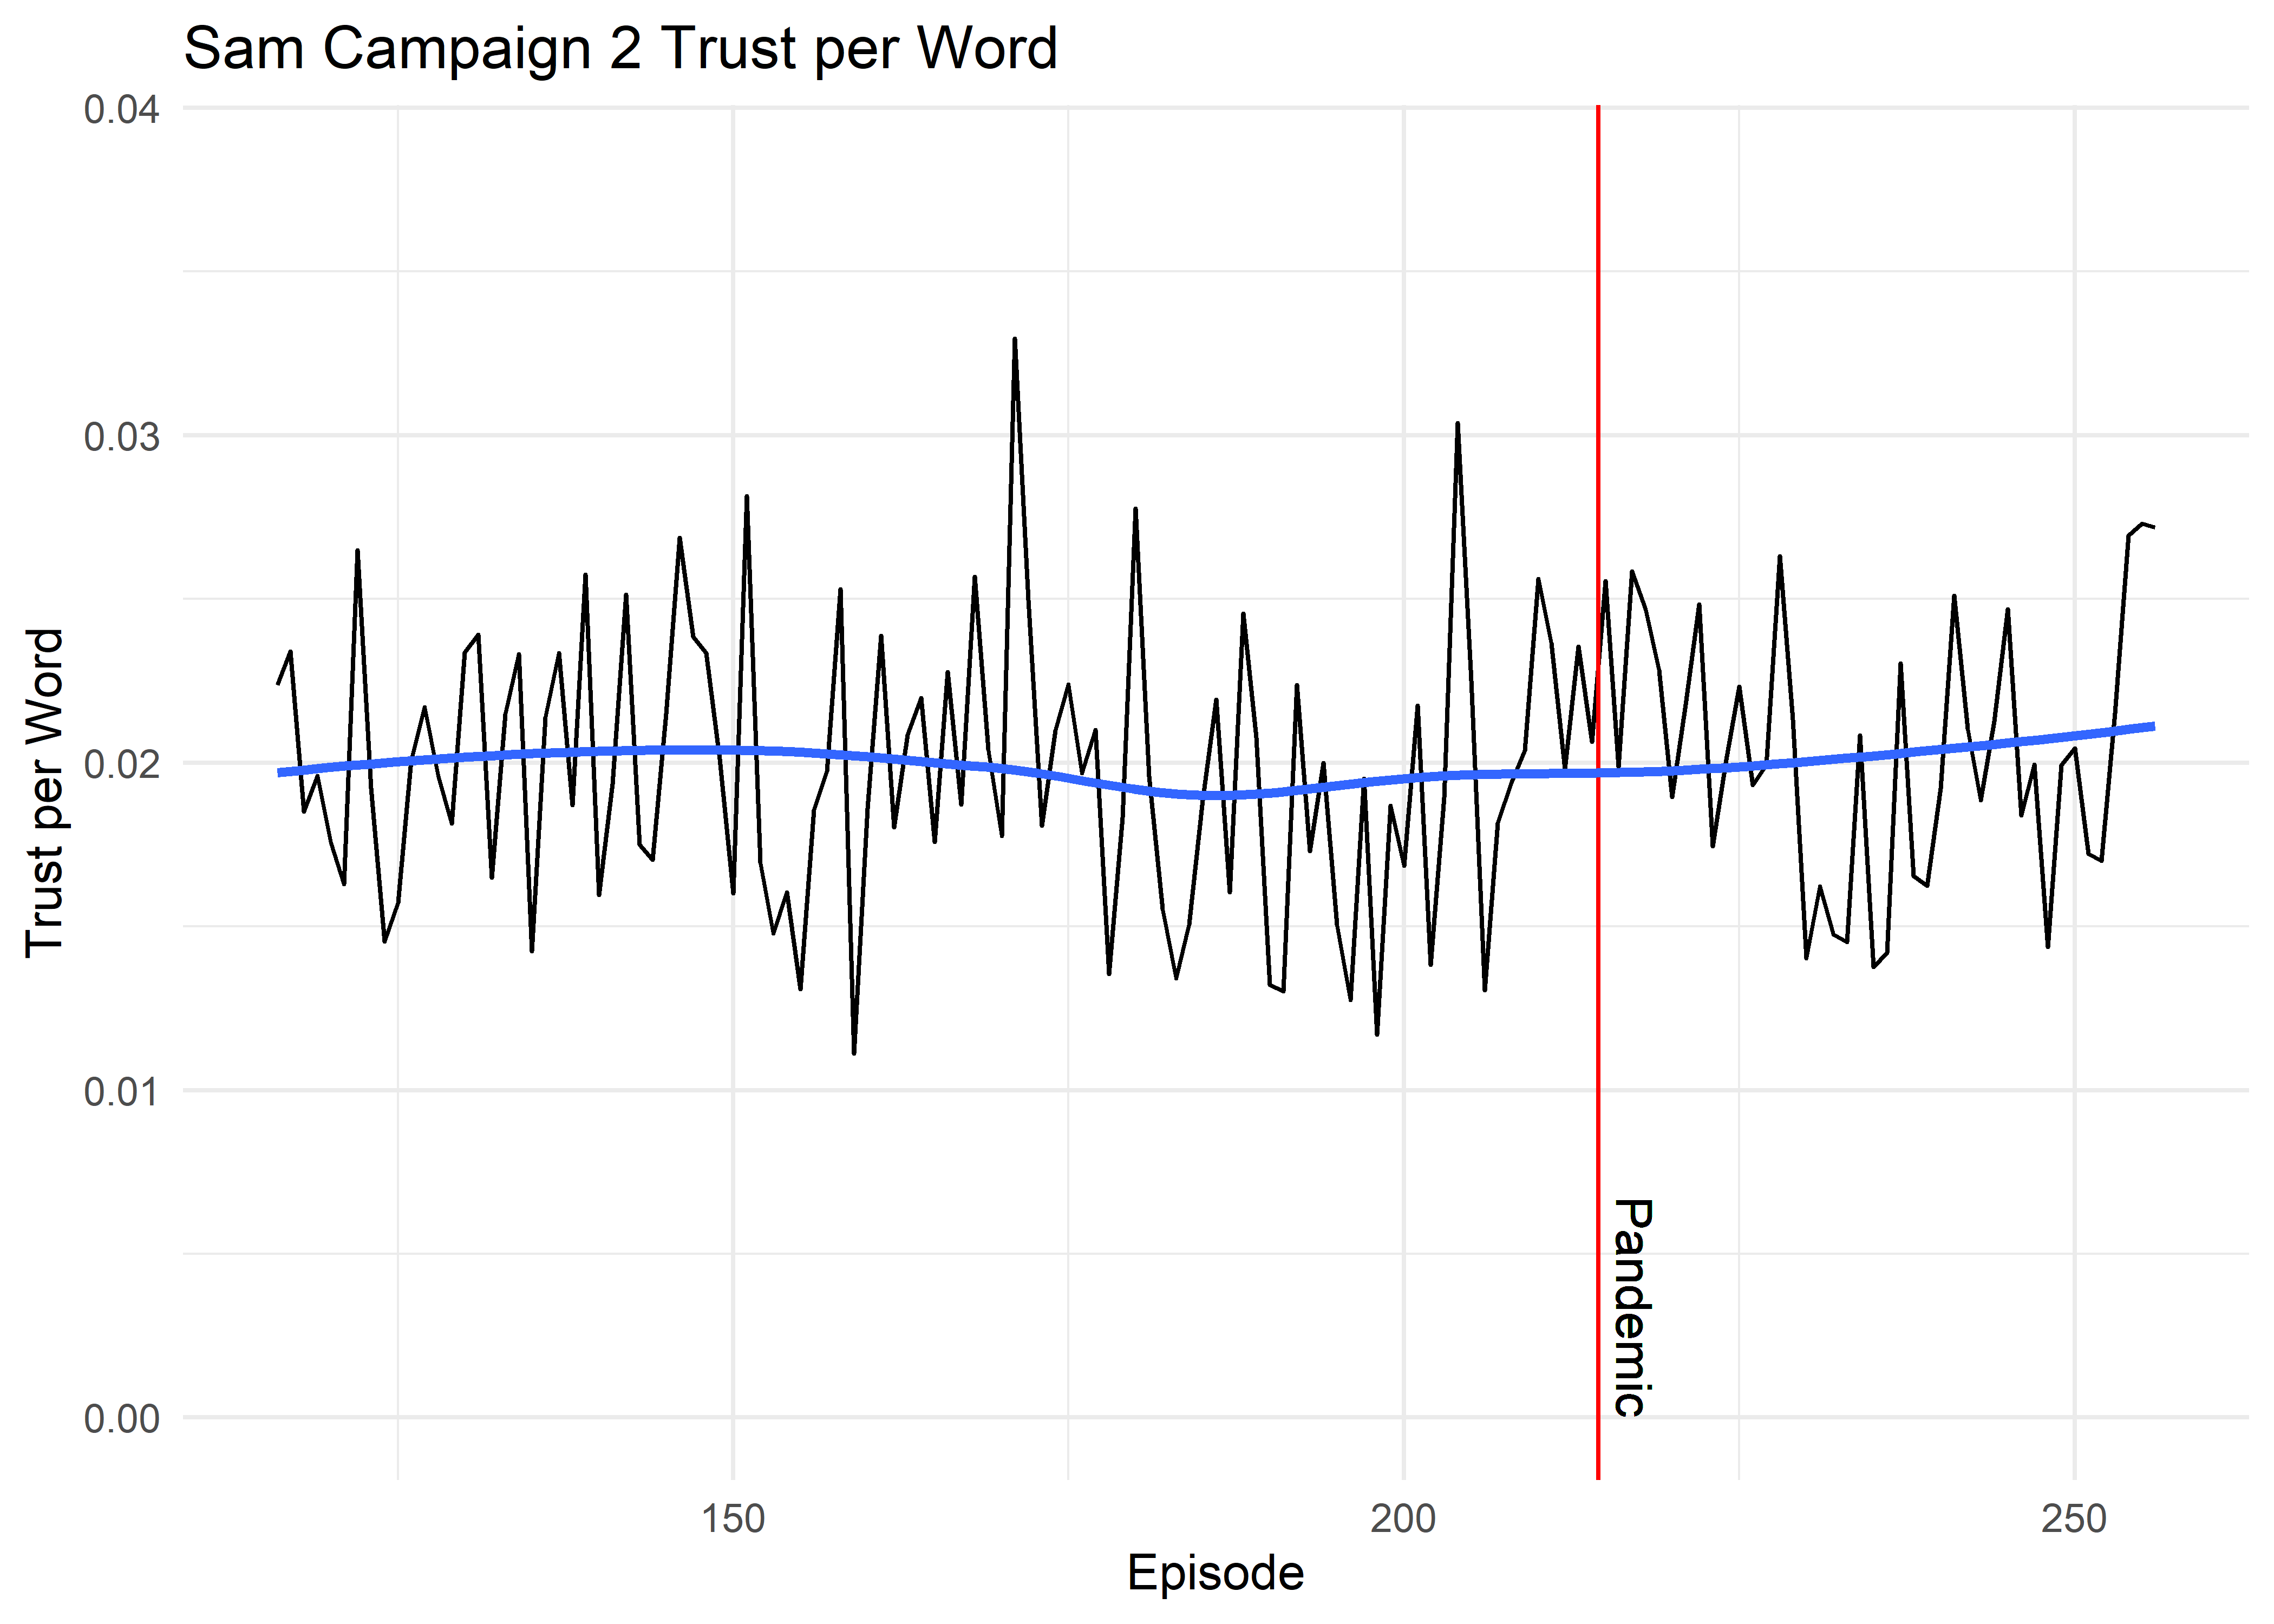 Sam Campaign 2 Trust per Word
0.04
0.03
0.02
0.01
0.00
Trust per Word
Pandemic
150
200
250
Episode